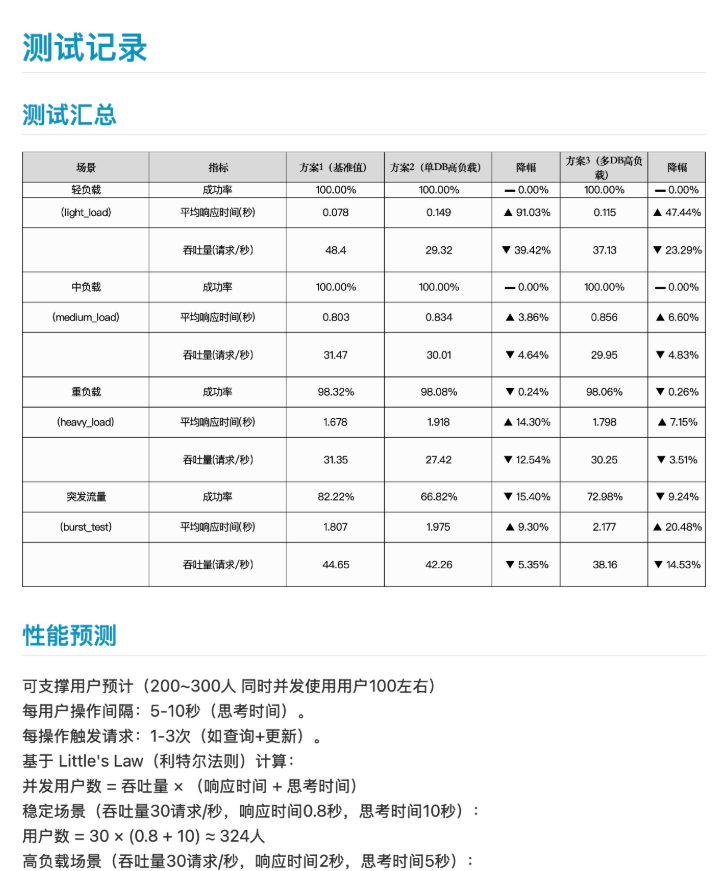 测试记录
测试汇总
场景 指标 方案1（基准值） 方案2（单DB高负载） 降幅 方案3（多DB高负载） 降幅
轻负载 成功率 100.00% 100.00% — 0.00% 100.00% — 0.00%
(light_load) 平均响应时间(秒) 0.078 0.149 ▲ 91.03% 0.115 ▲ 47.44%
吞吐量(请求/秒) 48.4 29.32 ▼ 39.42% 37.13 ▼ 23.29%
中负载 成功率 100.00% 100.00% — 0.00% 100.00% — 0.00%
(medium_load) 平均响应时间(秒) 0.803 0.834 ▲ 3.86% 0.856 ▲ 6.60%
吞吐量(请求/秒) 31.47 30.01 ▼ 4.64% 29.95 ▼ 4.83%
重负载 成功率 98.32% 98.08% ▼ 0.24% 98.06% ▼ 0.26%
(heavy_load) 平均响应时间(秒) 1.678 1.918 ▲ 14.30% 1.798 ▲ 7.15%
吞吐量(请求/秒) 31.35 27.42 ▼ 12.54% 30.25 ▼ 3.51%
突发流量 成功率 82.22% 66.82% ▼ 15.40% 72.98% ▼ 9.24%
(burst_test) 平均响应时间(秒) 1.807 1.975 ▲ 9.30% 2.177 ▲ 20.48%
吞吐量(请求/秒) 44.65 42.26 ▼ 5.35% 38.16 ▼ 14.53%
性能预测
可支撑用户预计（200~300人 同时并发使用用户100左右）
每用户操作间隔：5-10秒（思考时间）。
每操作触发请求：1-3次（如查询+更新）。
基于 Little's Law（利特尔法则）计算：
并发用户数 = 吞吐量 × （响应时间 + 思考时间）
稳定场景（吞吐量30请求/秒，响应时间0.8秒，思考时间10秒）：
用户数 = 30 × (0.8 + 10) ≈ 324人
高负载场景（吞吐量30请求/秒，响应时间2秒，思考时间5秒）：